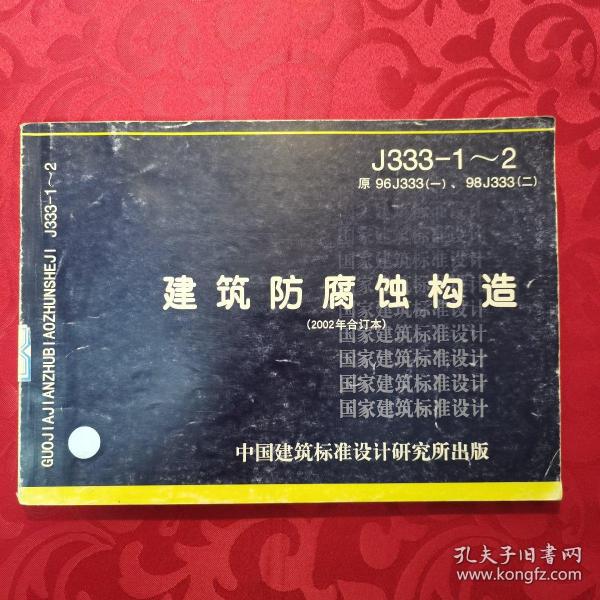 J333-1～2
原 96J333(一)、98J333(二)
国家建筑标准设计
国家建筑标准设计
建筑防腐蚀构造
国家建筑标准设计
(2002年合订本)
国家建筑标准设计
国家建筑标准设计
国家建筑标准设计
国家建筑标准设计
中国建筑标准设计研究所出版
GUOJIAJIANZHUBIAOZHUNSHEJI J333-1～2
孔夫子旧书网
www.kongfz.com